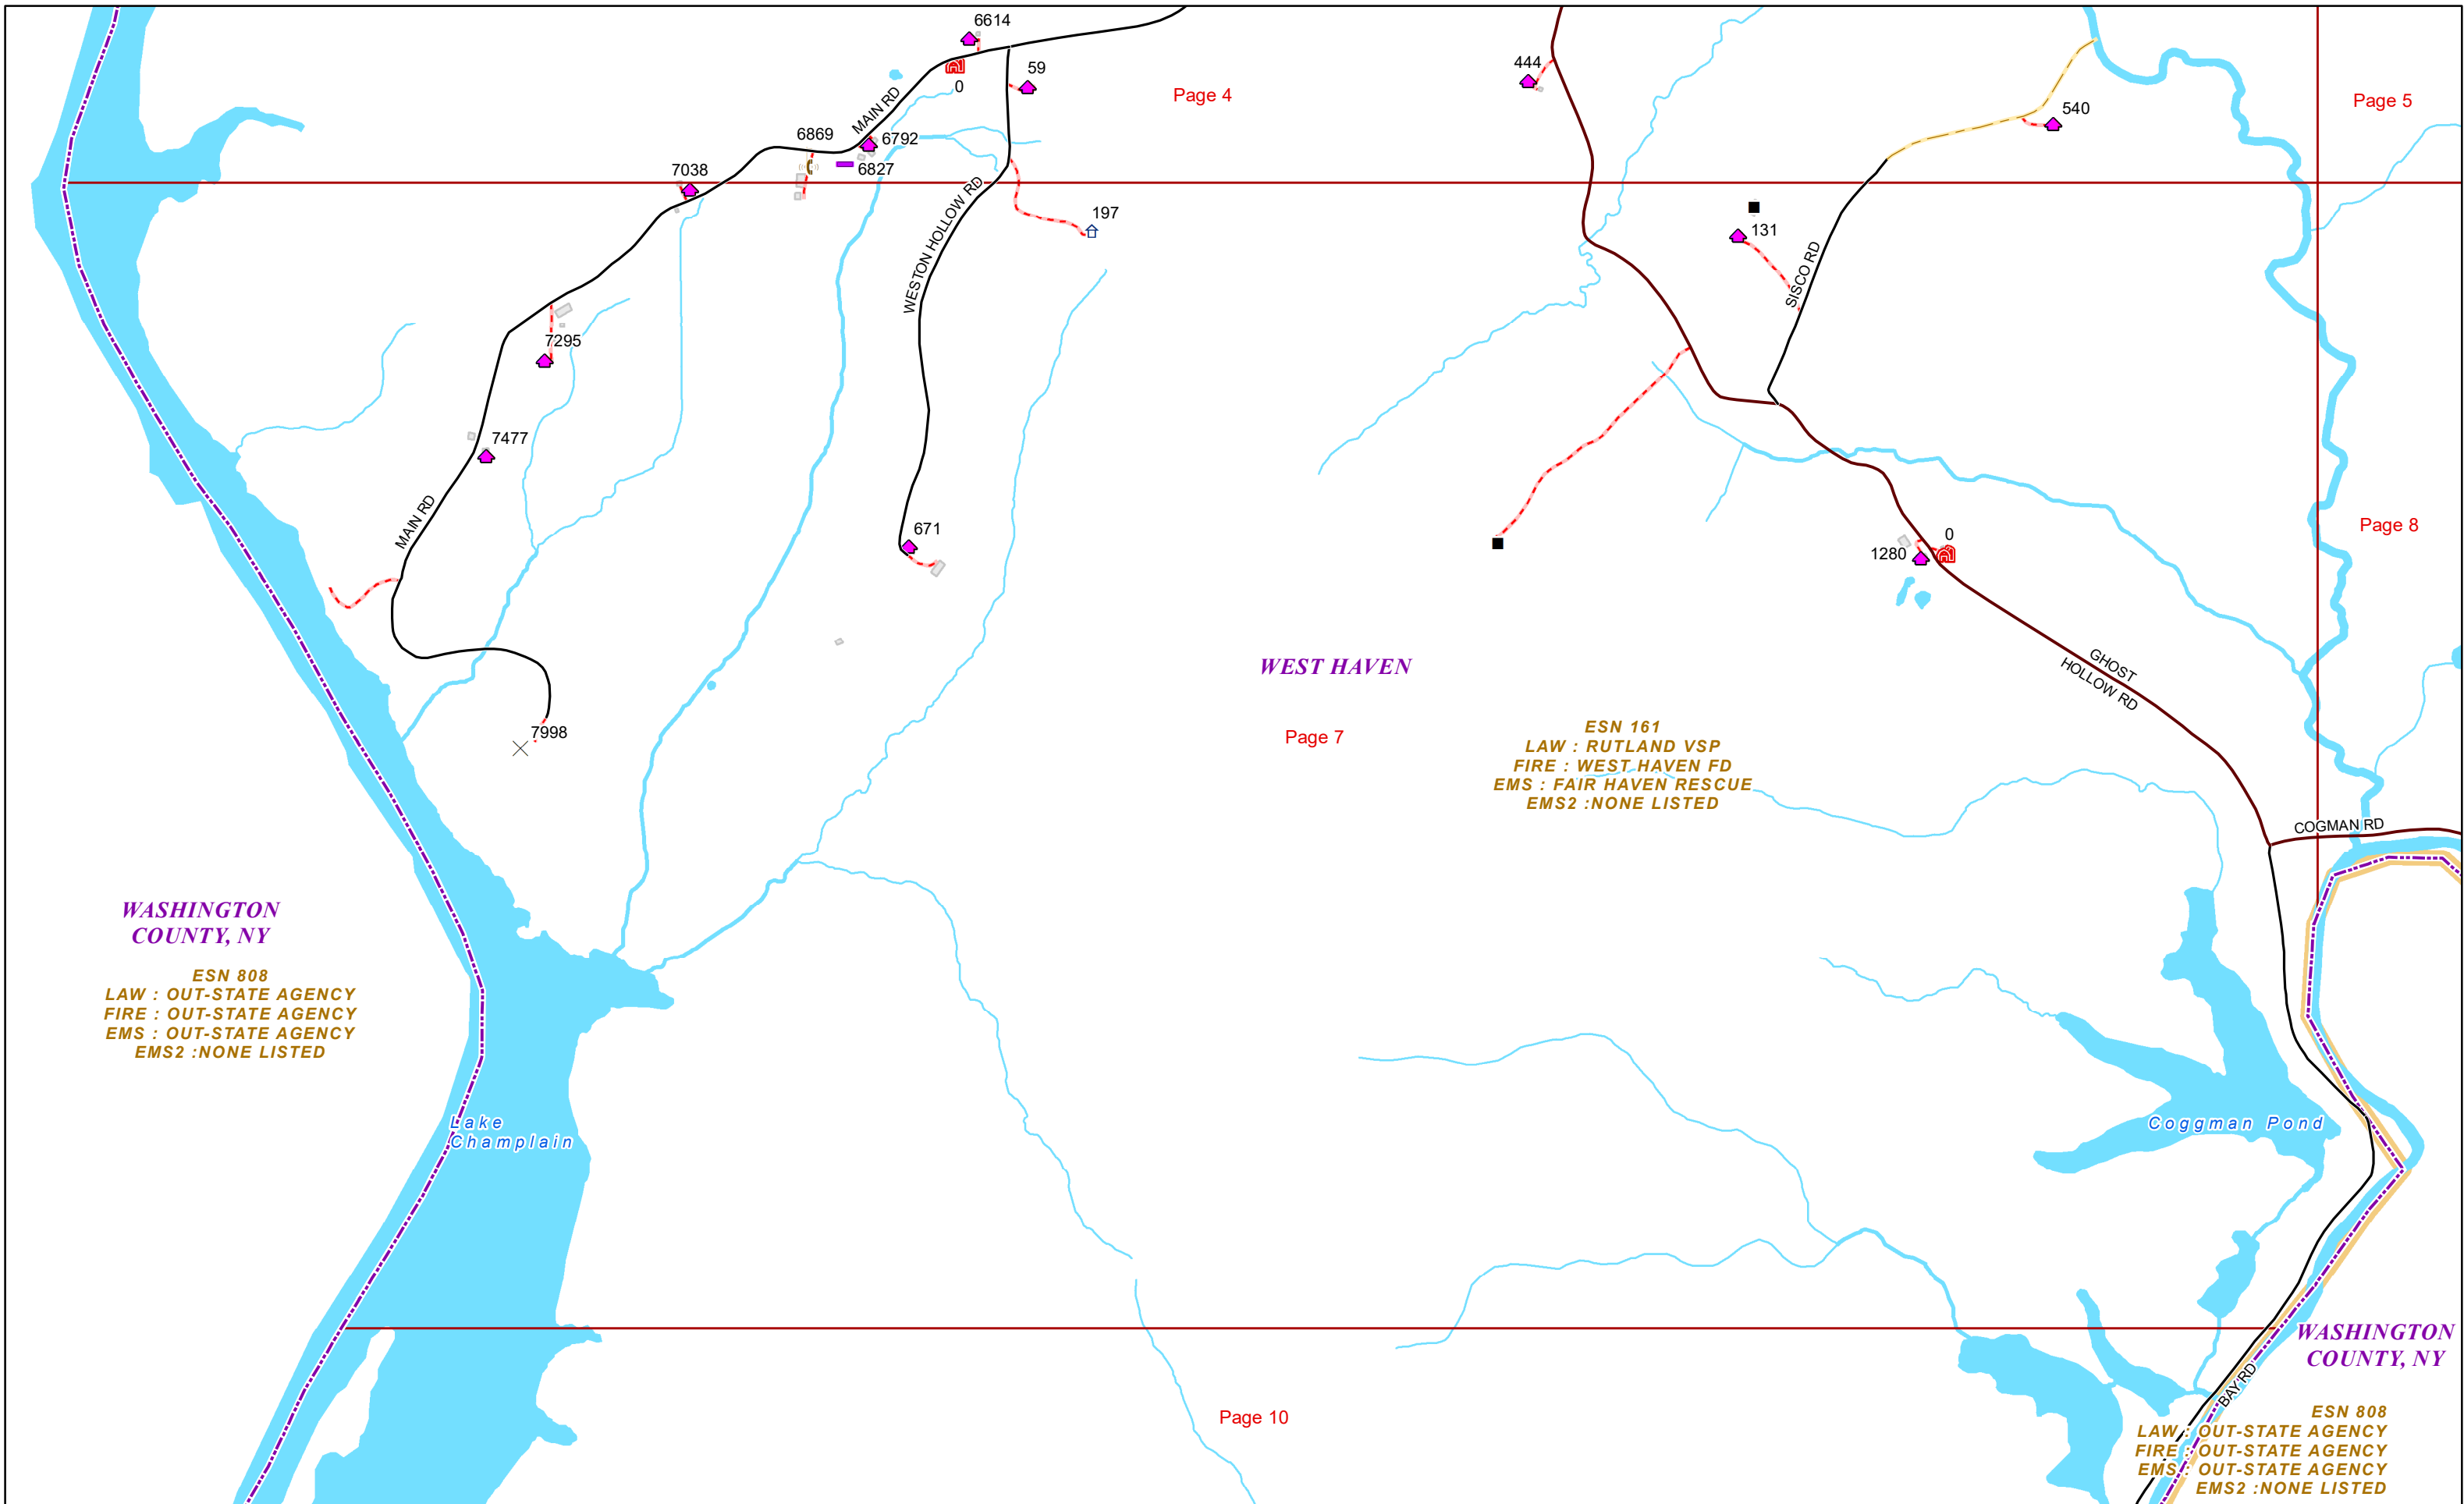 6614
59
0
Page 4
444
Page 5
540
MAIN RD
6869
6792
6827
7038
WESTON HOLLOW RD
197
131
SISCO RD
7295
7477
MAIN RD
671
Page 8
0
1280
WEST HAVEN
GHOST
HOLLOW RD
Page 7
7998
ESN 161
LAW : RUTLAND VSP
FIRE : WEST HAVEN FD
EMS : FAIR HAVEN RESCUE
EMS2 :NONE LISTED
COGMAN RD
WASHINGTON
COUNTY, NY
ESN 808
LAW : OUT-STATE AGENCY
FIRE : OUT-STATE AGENCY
EMS : OUT-STATE AGENCY
EMS2 :NONE LISTED
Lake
Champlain
Coggman Pond
WASHINGTON
COUNTY, NY
BAY RD
Page 10
ESN 808
LAW : OUT-STATE AGENCY
FIRE : OUT-STATE AGENCY
EMS : OUT-STATE AGENCY
EMS2 :NONE LISTED